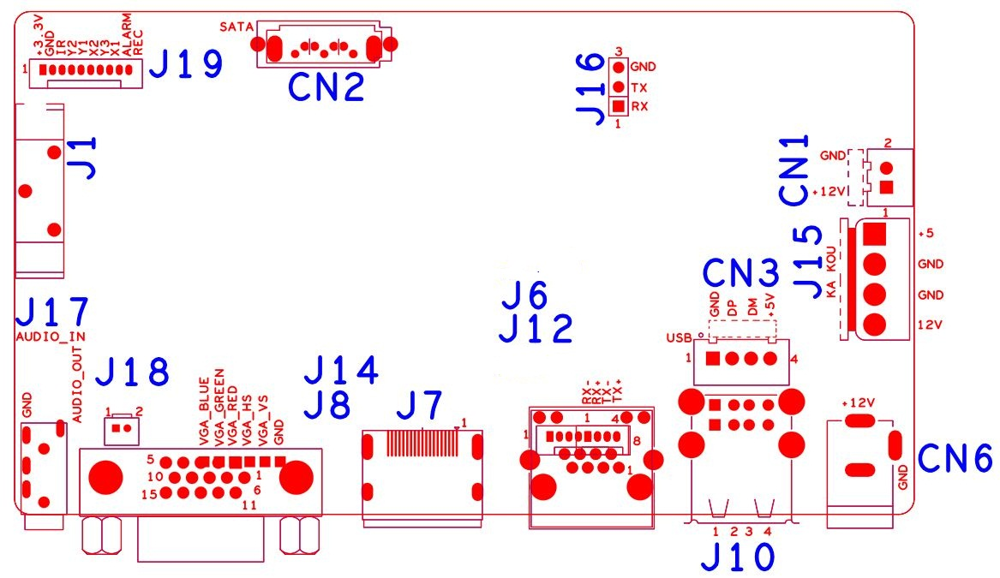 +3.3V
GND
IR
Y2
Y1
X2
Y3
X1
ALARM
REC
1
J19
SATA
CN2
J16
3
GND
TX
RX
1
J1
CN1
2
GND
+12V
1
J15
KA KOU
+5
GND
GND
12V
CN3
GND
DP
DM
+5V
USB
1
4
J6
J12
J17
AUDIO_IN
AUDIO_OUT
GND
J18
1
2
J14
J8
J7
1
VGA_BLUE
VGA_GREEN
VGA_RED
VGA_HS
VGA_VS
GND
5
10
15
1
6
11
RX-
RX+
TX-
TX+
1
1
4
8
1
1 2 3 4
J10
+12V
GND
CN6